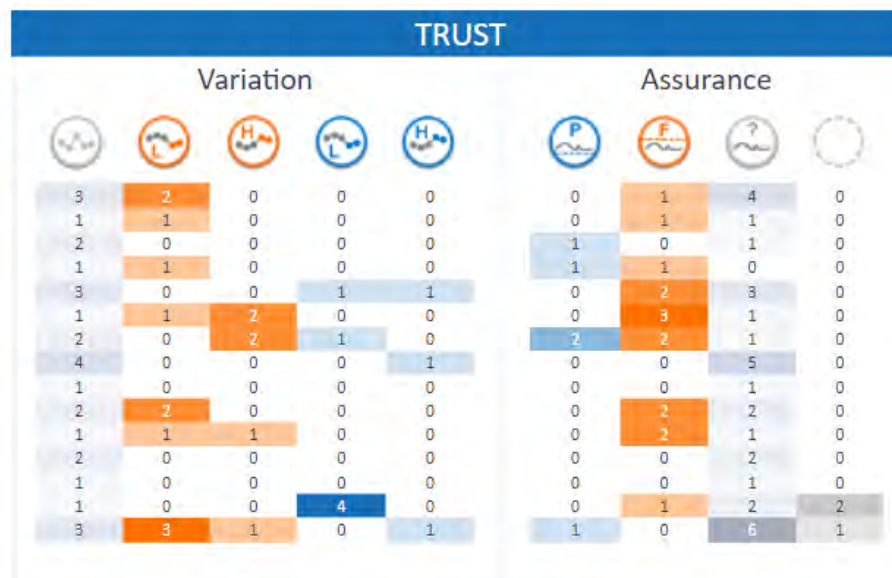 TRUST
Variation Assurance
L H L H P F ?
3 2 0 0 0 0 1 4 0
1 1 0 0 0 0 1 1 0
2 0 0 0 0 1 0 1 0
1 1 0 0 0 1 1 0 0
3 0 0 1 1 0 2 3 0
1 1 2 0 0 0 3 1 0
2 0 2 1 0 2 2 1 0
4 0 0 0 1 0 0 5 0
1 0 0 0 0 0 0 1 0
2 2 0 0 0 0 2 2 0
1 1 1 0 0 0 2 1 0
2 0 0 0 0 0 0 2 0
1 0 0 0 0 0 0 1 0
1 0 0 4 0 0 1 2 2
3 3 1 0 1 1 0 6 1